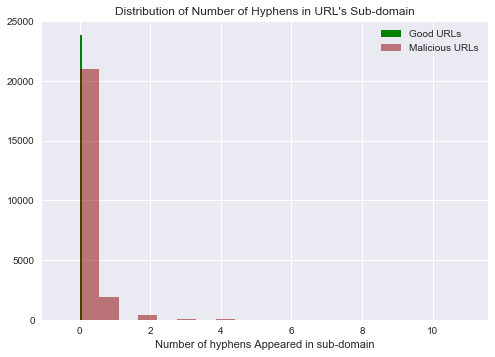 Distribution of Number of Hyphens in URL's Sub-domain
Good URLs
Malicious URLs
25000
20000
15000
10000
5000
0
0 2 4 6 8 10
Number of hyphens Appeared in sub-domain